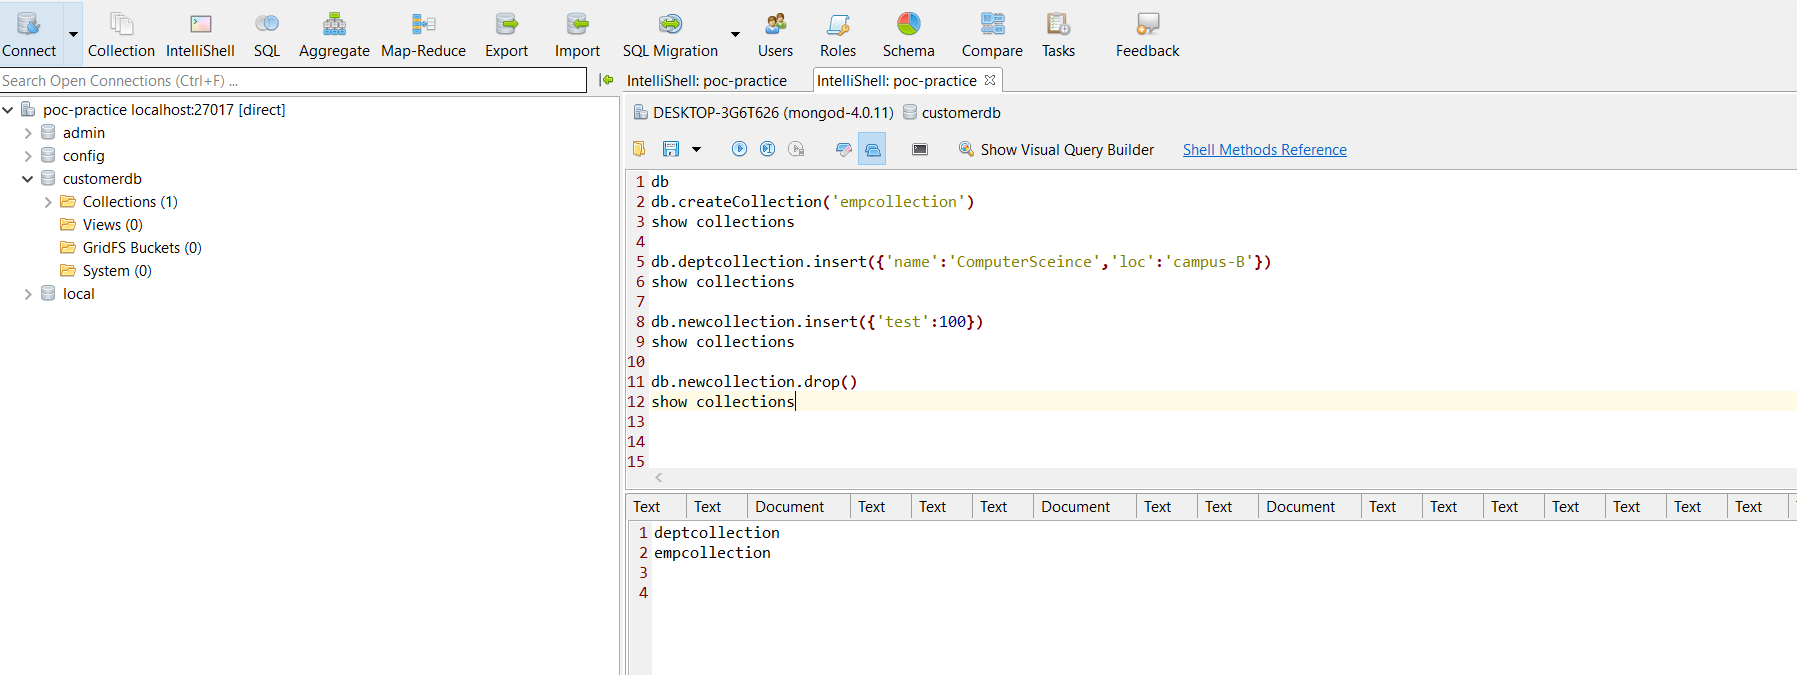 Connect Collection IntelliShell SQL Aggregate Map-Reduce Export Import SQL Migration Users Roles Schema Compare Tasks Feedback
Search Open Connections (Ctrl+F) ...
IntelliShell: poc-practice IntelliShell: poc-practice
poc-practice localhost:27017 [direct]
admin
config
customerdb
Collections (1)
Views (0)
GridFS Buckets (0)
System (0)
local
DESKTOP-3G6T626 (mongod-4.0.11) customerdb
Show Visual Query Builder Shell Methods Reference
1 db
2 db.createCollection('empcollection')
3 show collections
4
5 db.deptcollection.insert({'name':'ComputerSceince','loc':'campus-B'})
6 show collections
7
8 db.newcollection.insert({'test':100})
9 show collections
10
11 db.newcollection.drop()
12 show collections
13
14
15
Text Text Document Text Text Text Document Text Text Document Text Text Text Text Text Text Text
1 deptcollection
2 empcollection
3
4